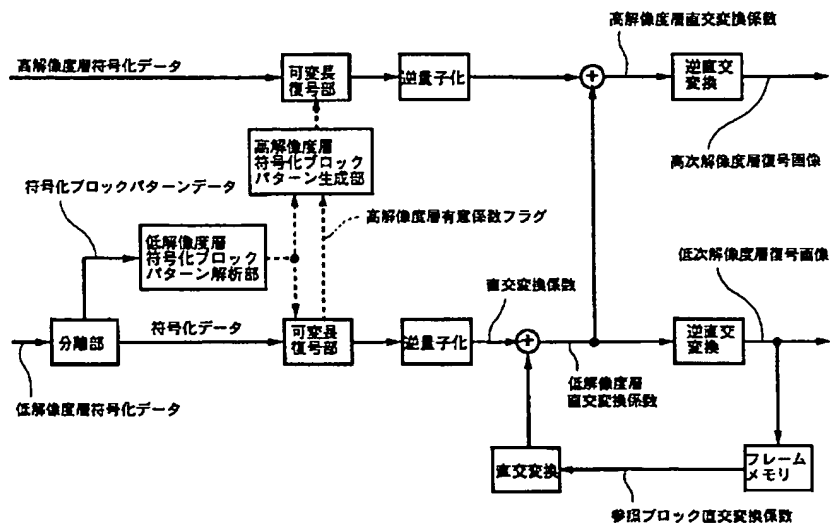 高解像度層直交変換係数
高解像度層符号化データ
可変長
復号部
逆量子化
逆直交
変換
高次解像度層復号画像
高解像度層
符号化ブロック
パターン生成部
符号化ブロックパターンデータ
高解像度層有意係数フラグ
低解像度層
符号化ブロック
パターン解析部
低次解像度層復号画像
直交変換係数
符号化データ
分離部
可変長
復号部
逆量子化
逆直交
変換
低解像度層符号化データ
低解像度層
直交変換係数
直交変換
フレーム
メモリ
参照ブロック直交変換係数